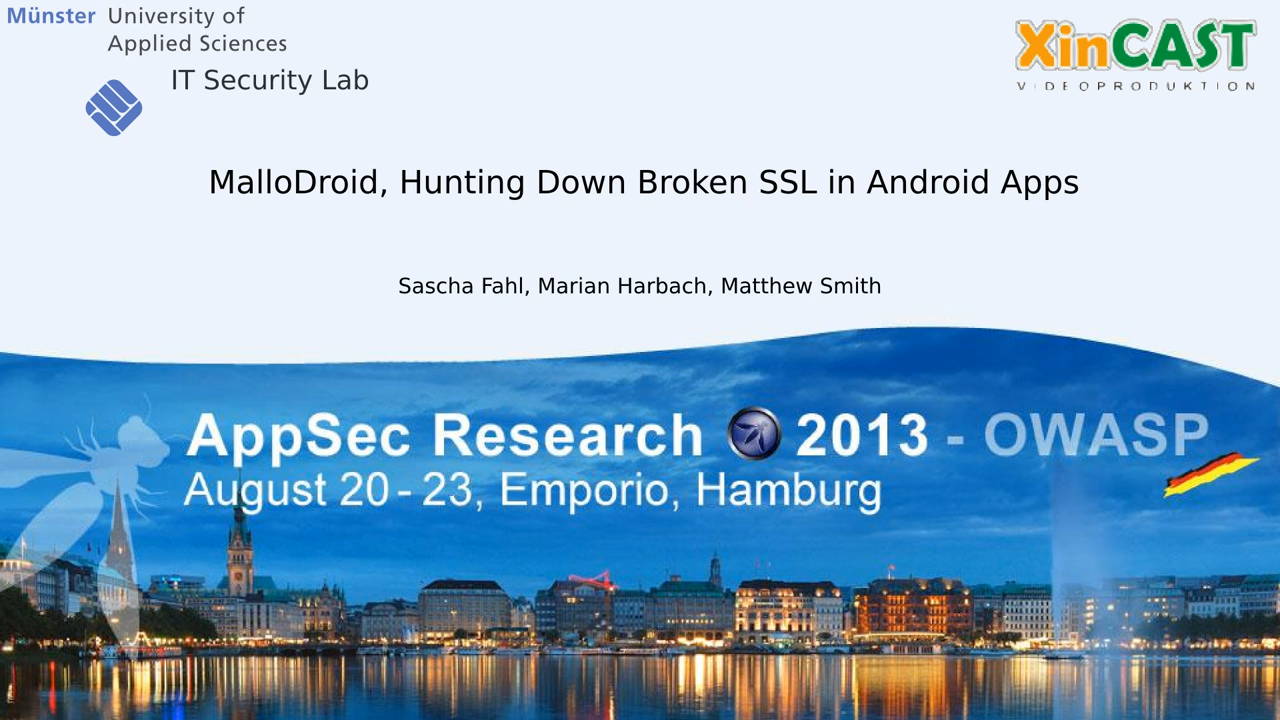 Münster University of
Applied Sciences
IT Security Lab
XinCAST
VIDEOPRODUKTION
MalloDroid, Hunting Down Broken SSL in Android Apps
Sascha Fahl, Marian Harbach, Matthew Smith
AppSec Research 2013 - OWASP
August 20 - 23, Emporio, Hamburg